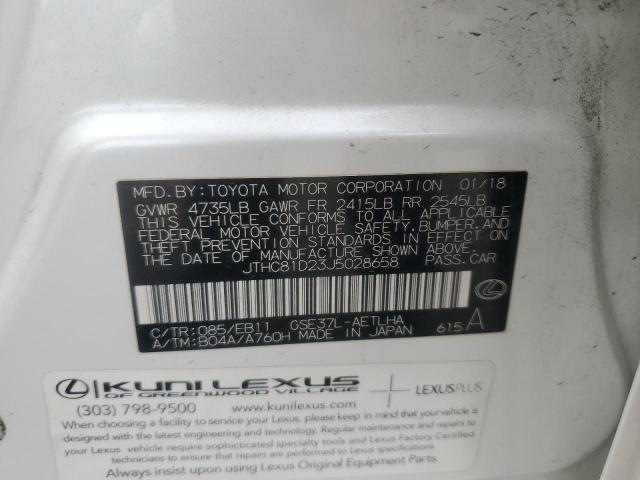 MFD. BY: TOYOTA MOTOR CORPORATION 01/18
GVWR 4735LB GAWR FR 2415LB RR 2545LB
THIS VEHICLE CONFORMS TO ALL APPLICABLE
FEDERAL MOTOR VEHICLE SAFETY, BUMPER, AND
THEFT PREVENTION STANDARDS IN EFFECT ON
THE DATE OF MANUFACTURE SHOWN ABOVE.
JTHC81D23J5028658 PASS. CAR
C/TR: 085/EB11 GSE37L-AETLHA
A/TM: B04A/A760H MADE IN JAPAN 615 A
KUNI LEXUS LEXUS PLUS
OF GREENWOOD VILLAGE
(303) 798-9500 www.kunilexus.com
When choosing a facility to service your Lexus, please keep in mind that your vehicle is
designed with the latest engineering and technology. Regular maintenance and proper
repairs require sophisticated specialty tools and Lexus Factory Certified
Lexus technician to ensure that repairs are performed to Lexus specifications
Always insist upon using Lexus Original Equipment Parts.